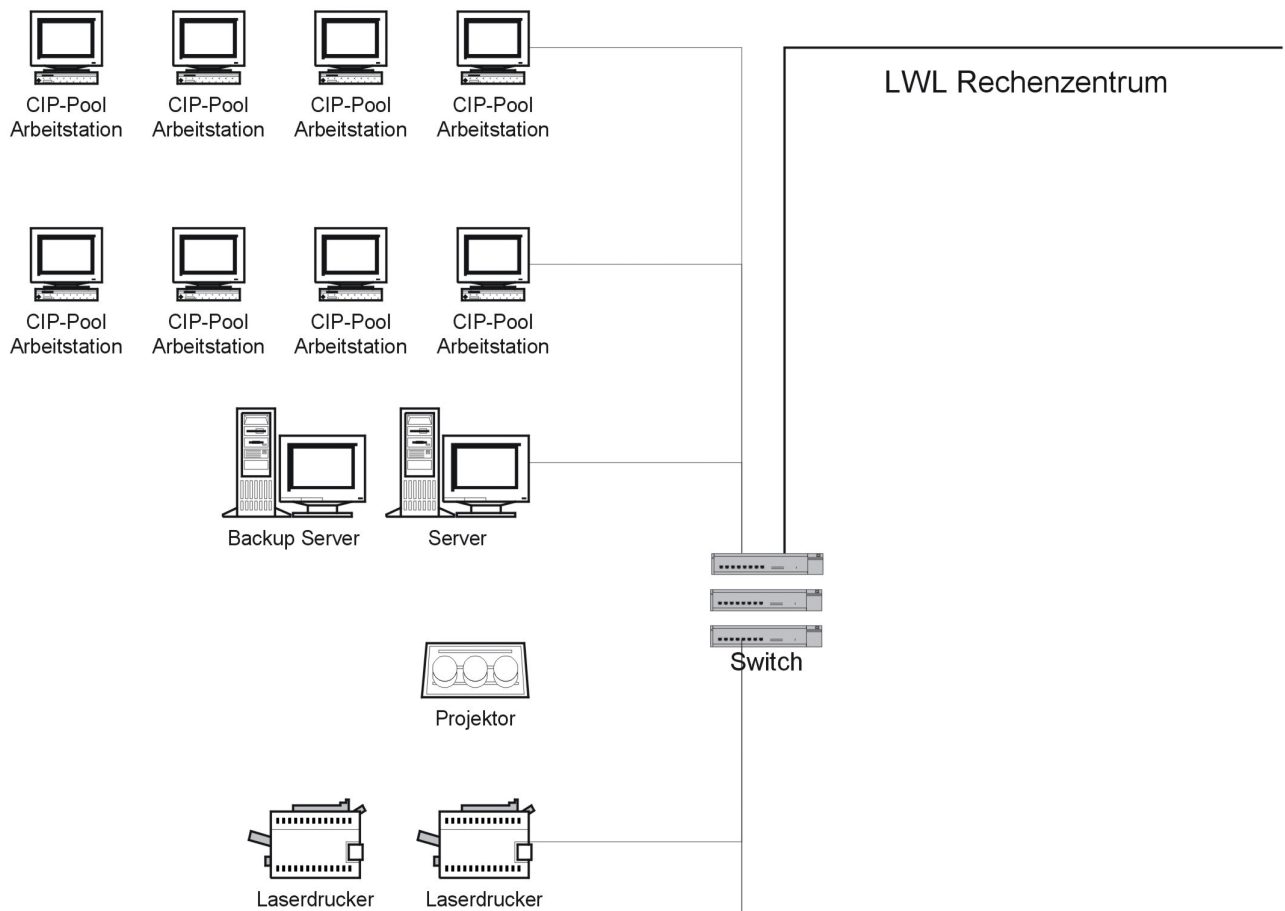 LWL Rechenzentrum
CIP-Pool CIP-Pool CIP-Pool CIP-Pool
Arbeitstation Arbeitstation Arbeitstation Arbeitstation
CIP-Pool CIP-Pool CIP-Pool CIP-Pool
Arbeitstation Arbeitstation Arbeitstation Arbeitstation
Backup Server Server
Switch
Projektor
Laserdrucker Laserdrucker